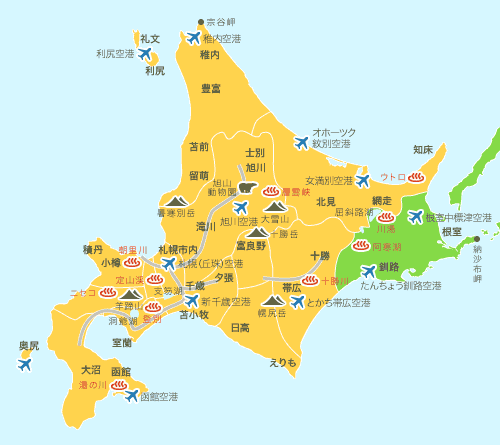 宗谷岬
礼文
稚内空港
利尻空港
稚内
利尻
豊富
オホーツク
紋別空港
苫前
士別
知床
旭川
留萌
旭山
動物園
層雲峡
女満別空港
ウトロ
網走
北見
暑寒別岳
大雪山
屈斜路湖
根室中標津空港
旭川空港
川湯
滝川
十勝岳
根室
積丹
朝里川
札幌市内
富良野
阿寒湖
納沙布岬
小樽
札幌(丘珠)空港
十勝
釧路
定山渓
夕張
十勝川
たんちょう釧路空港
支笏湖
千歳
帯広
ニセコ
羊蹄山
新千歳空港
とかち帯広空港
登別
苫小牧
幌尻岳
洞爺湖
日高
室蘭
奥尻
えりも
大沼
函館
湯の川
函館空港